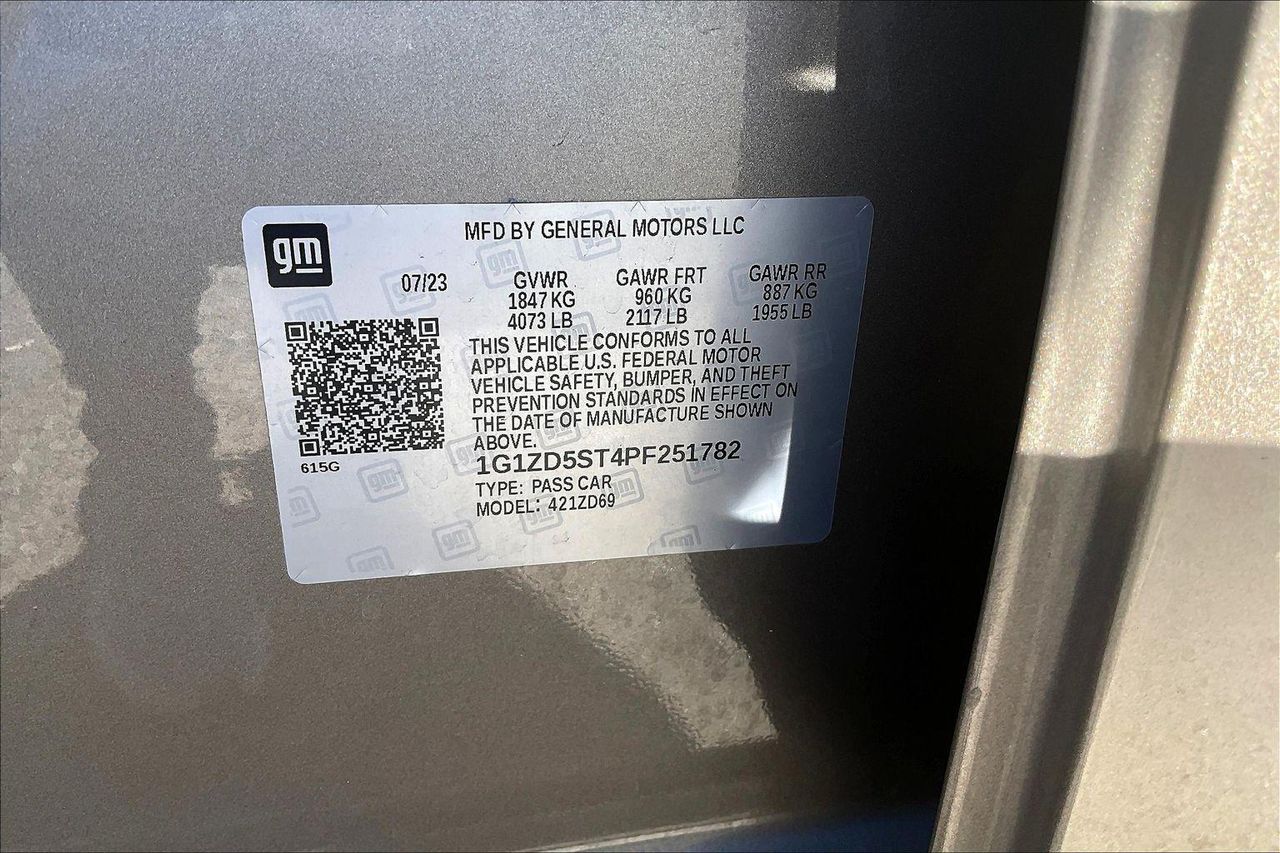 gm
MFD BY GENERAL MOTORS LLC
07/23 GVWR GAWR FRT GAWR RR
1847 KG 960 KG 887 KG
4073 LB 2117 LB 1955 LB
THIS VEHICLE CONFORMS TO ALL
APPLICABLE U.S. FEDERAL MOTOR
VEHICLE SAFETY, BUMPER, AND THEFT
PREVENTION STANDARDS IN EFFECT ON
THE DATE OF MANUFACTURE SHOWN
ABOVE.
615G
1G1ZD5ST4PF251782
TYPE: PASS CAR
MODEL: 421ZD69